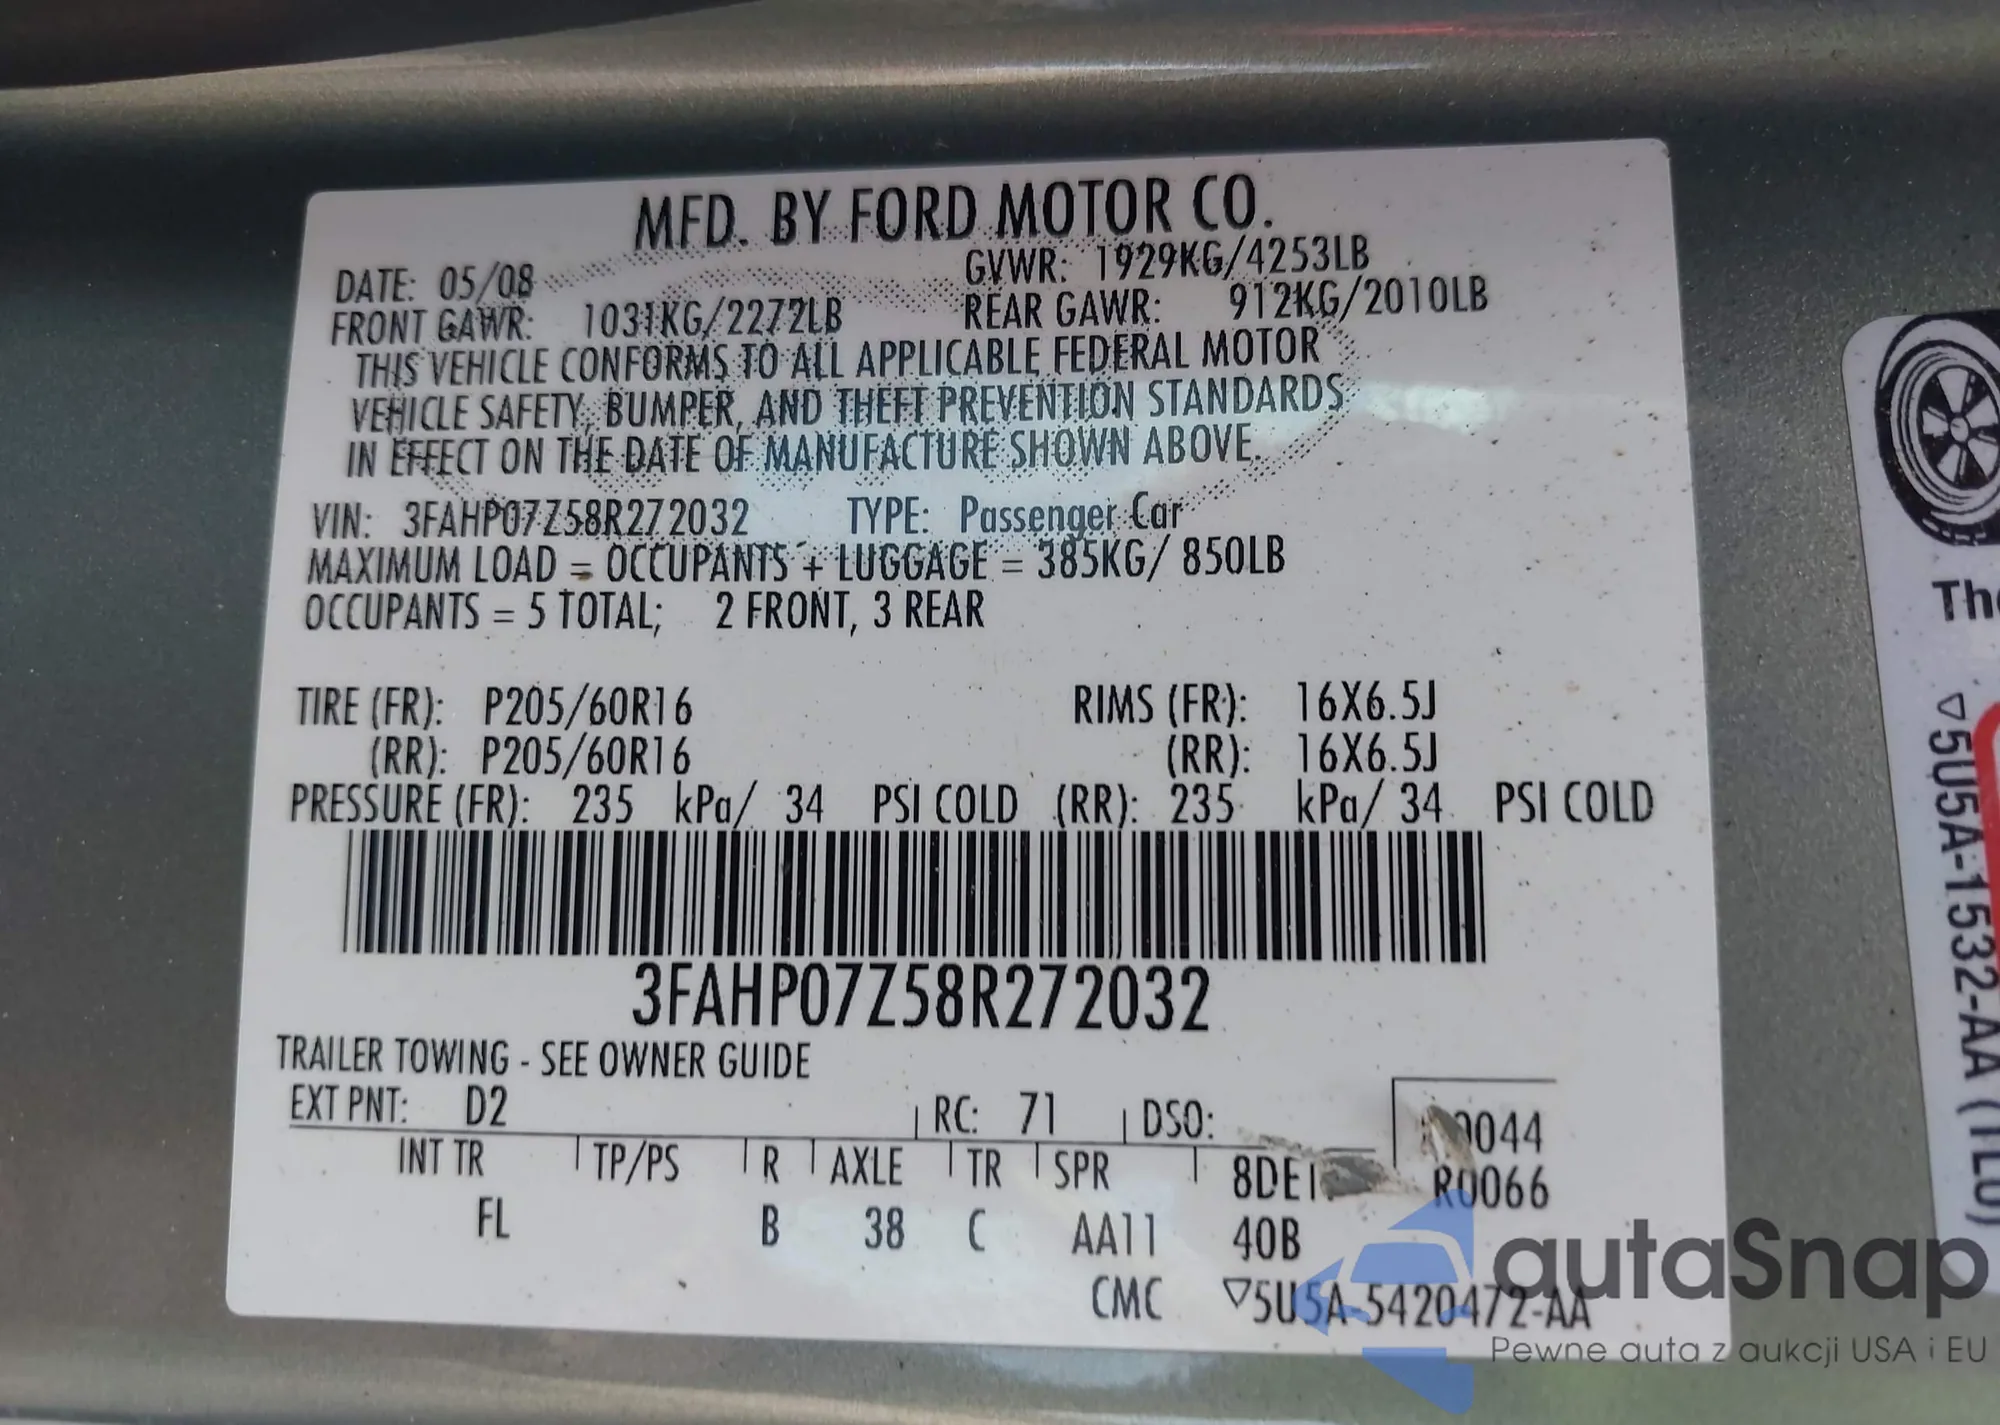 MFD. BY FORD MOTOR CO.
DATE: 05/08 GVWR: 1929KG/4253LB
FRONT GAWR: 1031KG/2272LB REAR GAWR: 912KG/2010LB
THIS VEHICLE CONFORMS TO ALL APPLICABLE FEDERAL MOTOR
VEHICLE SAFETY, BUMPER, AND THEFT PREVENTION STANDARDS
IN EFFECT ON THE DATE OF MANUFACTURE SHOWN ABOVE.
VIN: 3FAHP07Z58R272032 TYPE: Passenger Car
MAXIMUM LOAD = OCCUPANTS + LUGGAGE = 385KG/ 850LB
OCCUPANTS = 5 TOTAL; 2 FRONT, 3 REAR
TIRE (FR): P205/60R16 RIMS (FR): 16X6.5J
(RR): P205/60R16 (RR): 16X6.5J
PRESSURE (FR): 235 kPa/ 34 PSI COLD (RR): 235 kPa/ 34 PSI COLD
3FAHP07Z58R272032
TRAILER TOWING - SEE OWNER GUIDE
EXT PNT: D2 RC: 71 DSO:
INT TR TP/PS R AXLE TR SPR R0066
FL B 38 C AA11 40B
CMC ▽5U5A-5420472-AA
▽5U5A-1532-AA (TLU)
autaSnap
Pewne auta z aukcji USA i EU